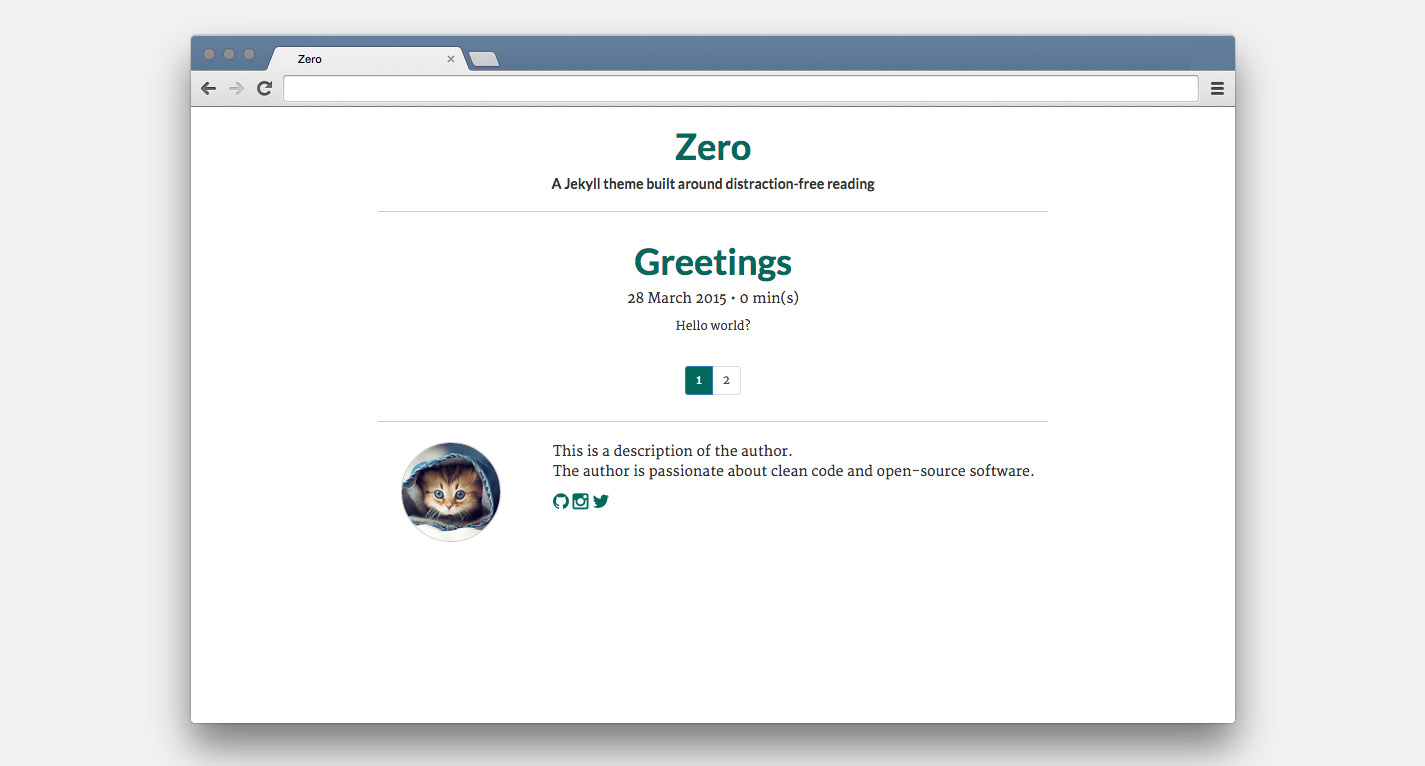 Zero
Zero
A Jekyll theme built around distraction-free reading
Greetings
28 March 2015 • 0 min(s)
Hello world?
1 2
This is a description of the author.
The author is passionate about clean code and open-source software.